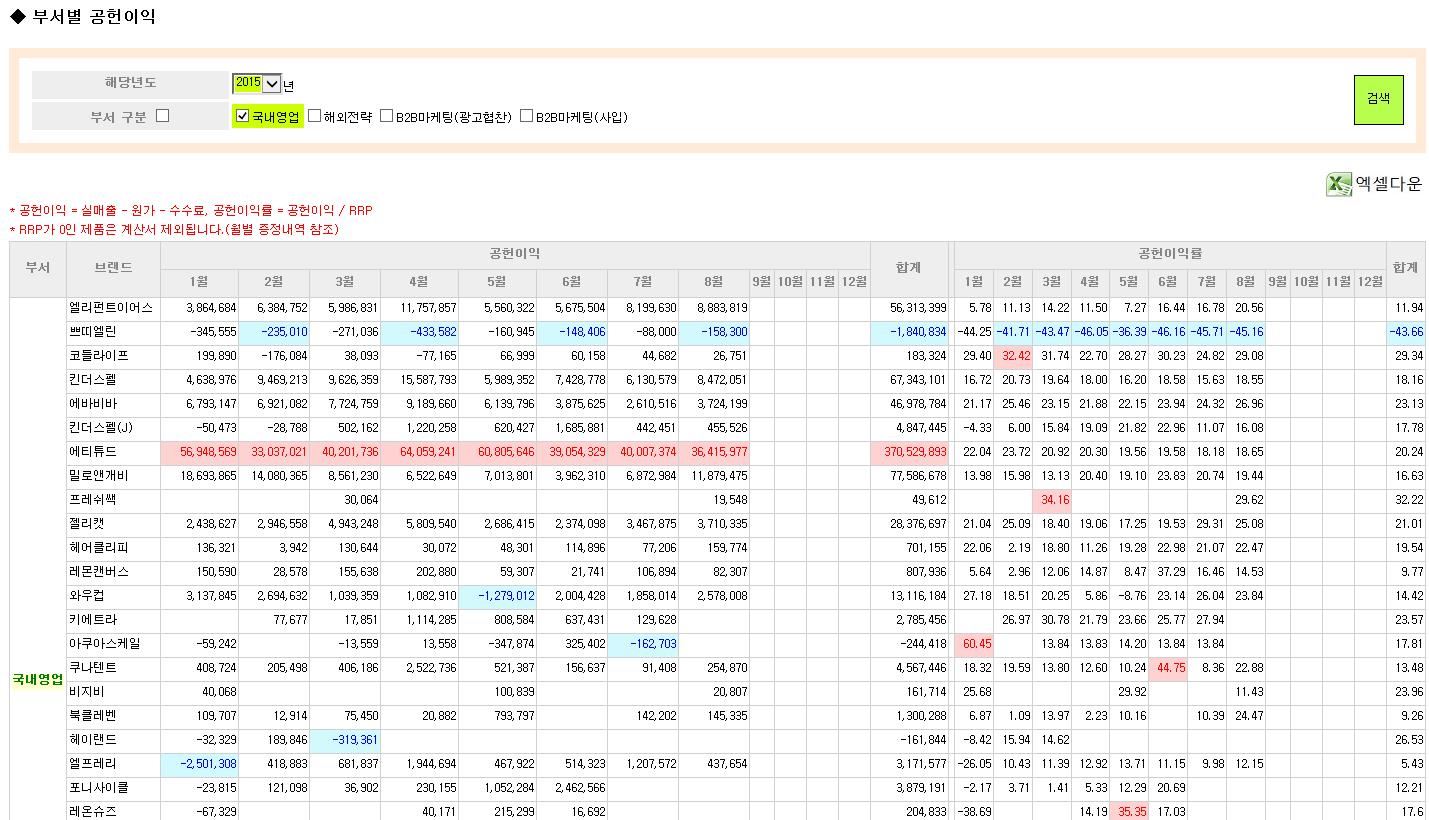 ◆ 부서별 공헌이익
해당년도 2015 년
부서 구분 국내영업 해외전략 B2B마케팅(광고협찬) B2B마케팅(사입)
검색
엑셀다운
* 공헌이익 = 실매출 - 원가 - 수수료, 공헌이익률 = 공헌이익 / RRP
* RRP가 0인 제품은 계산서 제외됩니다.(월별 증정내역 참조)
부서 브랜드 공헌이익 합계 공헌이익률 합계
1월 2월 3월 4월 5월 6월 7월 8월 9월 10월 11월 12월 1월 2월 3월 4월 5월 6월 7월 8월 9월 10월 11월 12월
엘리펀트이어스 3,864,684 6,384,752 5,986,831 11,757,857 5,560,322 5,675,504 8,199,630 8,883,819 56,313,399 5.78 11.13 14.22 11.50 7.27 16.44 16.78 20.56 11.94
쁘띠엘린 -345,555 -235,010 -271,036 -433,582 -160,945 -148,406 -88,000 -158,300 -1,840,834 -44.25 -41.71 -43.47 -46.05 -36.39 -46.16 -45.71 -45.16 -43.66
코들라이프 199,890 -176,084 38,093 -77,165 66,999 60,158 44,682 26,751 183,324 29.40 32.42 31.74 22.70 28.27 30.23 24.82 29.08 29.34
킨더스펠 4,638,976 9,469,213 9,626,359 15,587,793 5,989,352 7,428,778 6,130,579 8,472,051 67,343,101 16.72 20.73 19.64 18.00 16.20 18.58 15.63 18.55 18.16
에바비바 6,793,147 6,921,082 7,724,759 9,189,660 6,139,796 3,875,625 2,610,516 3,724,199 46,978,784 21.17 25.46 23.15 21.88 22.15 23.94 24.32 26.96 23.13
킨더스펠(J) -50,473 -28,788 502,162 1,220,258 620,427 1,685,881 442,451 455,526 4,847,445 -4.33 6.00 15.84 19.09 21.82 22.96 11.07 16.08 17.78
에티튜드 56,948,569 33,037,021 40,201,736 64,059,241 60,805,646 39,054,329 40,007,374 36,415,977 370,529,893 22.04 23.72 20.92 20.30 19.56 19.58 18.18 18.65 20.24
밀로앤개비 18,693,865 14,080,365 8,561,230 6,522,649 7,013,801 3,962,310 6,872,984 11,879,475 77,586,678 13.98 15.98 13.13 20.40 19.10 23.83 20.74 19.44 16.63
프레쉬쌕 30,064 19,548 49,612 34.16 29.62 32.22
젤리캣 2,438,627 2,946,558 4,943,248 5,809,540 2,686,415 2,374,098 3,467,875 3,710,335 28,376,697 21.04 25.09 18.40 19.06 17.25 19.53 29.31 25.08 21.01
헤어클리피 136,321 3,942 130,644 30,072 48,301 114,896 77,206 159,774 701,155 22.06 2.19 18.80 11.26 19.28 22.98 21.07 22.47 19.54
레몬캔버스 150,590 28,578 155,638 202,880 59,307 21,741 106,894 82,307 807,936 5.64 2.96 12.06 14.87 8.47 37.29 16.46 14.53 9.77
와우컵 3,137,845 2,694,632 1,039,359 1,082,910 -1,279,012 2,004,428 1,858,014 2,578,008 13,116,184 27.18 18.51 20.25 5.86 -8.76 23.14 26.04 23.84 14.42
키에트라 77,677 17,851 1,114,285 808,584 637,431 129,628 2,785,456 26.97 30.78 21.79 23.66 25.77 27.94 23.57
아쿠아스케일 -59,242 -13,559 13,558 -347,874 325,402 -162,703 -244,418 60.45 13.84 13.83 14.20 13.84 13.84 17.81
쿠나텐트 408,724 205,498 406,186 2,522,736 521,387 156,637 91,408 254,870 4,567,446 18.32 19.59 13.80 12.60 10.24 44.75 8.36 22.88 13.48
국내영업
비지비 40,068 100,839 20,807 161,714 25.68 29.92 11.43 23.96
북클레벤 109,707 12,914 75,450 20,882 793,797 142,202 145,335 1,300,288 6.87 1.09 13.97 2.23 10.16 10.39 24.47 9.26
헤이랜드 -32,329 189,846 -319,361 -161,844 -8.42 15.94 14.62 26.53
엘프레리 -2,501,308 418,883 681,837 1,944,694 467,922 514,323 1,207,572 437,654 3,171,577 -26.05 10.43 11.39 12.92 13.71 11.15 9.98 12.15 5.43
포니사이클 -23,815 121,098 36,902 230,155 1,052,284 2,462,566 3,879,191 -2.17 3.71 1.41 5.33 12.29 20.69 12.21
레온슈즈 -67,329 40,171 215,299 16,692 204,833 -38.69 14.19 35.35 17.03 17.6